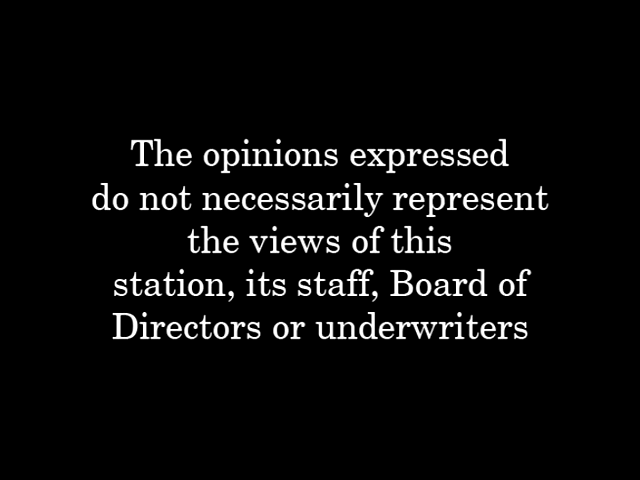 The opinions expressed
do not necessarily represent
the views of this
station, its staff, Board of
Directors or underwriters